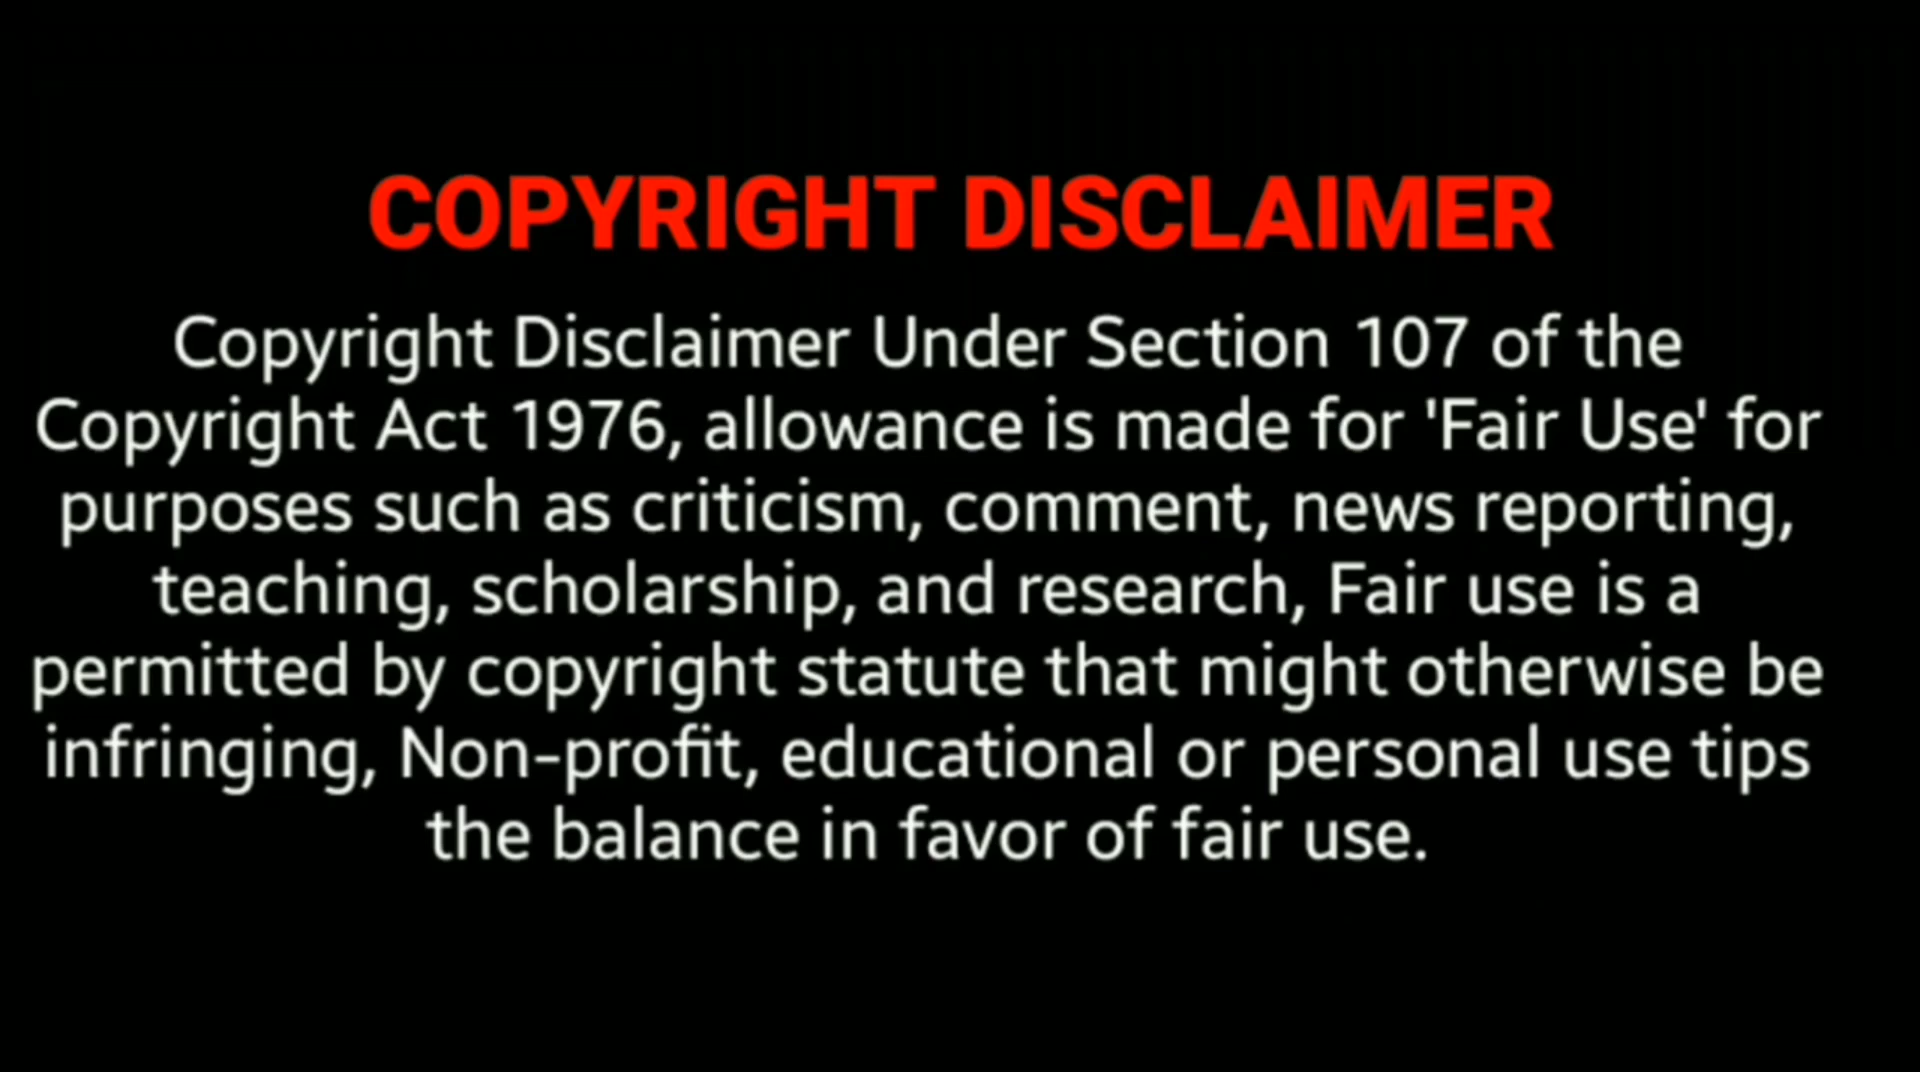 COPYRIGHT DISCLAIMER
Copyright Disclaimer Under Section 107 of the
Copyright Act 1976, allowance is made for 'Fair Use' for
purposes such as criticism, comment, news reporting,
teaching, scholarship, and research, Fair use is a
permitted by copyright statute that might otherwise be
infringing, Non-profit, educational or personal use tips
the balance in favor of fair use.